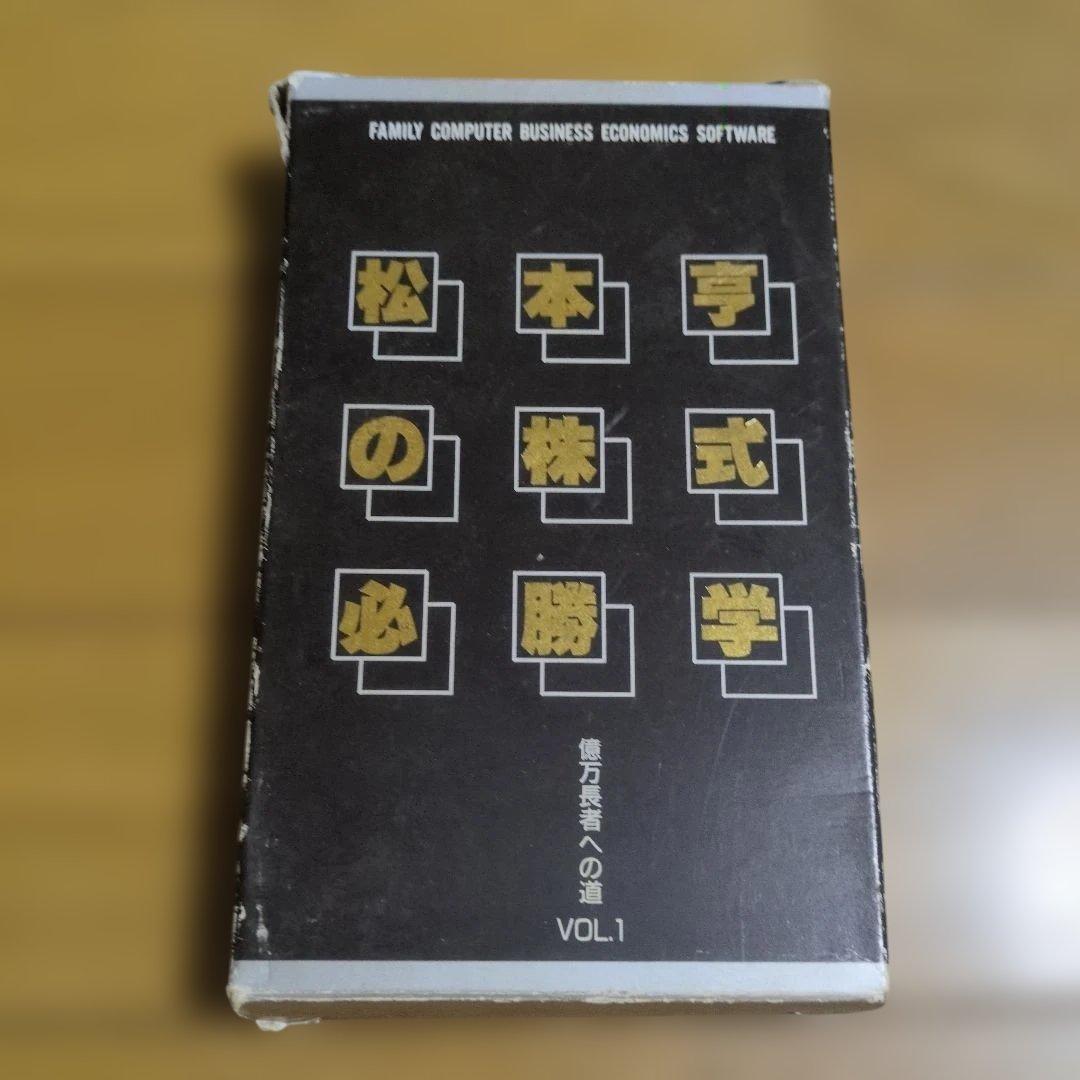 FAMILY COMPUTER BUSINESS ECONOMICS SOFTWARE
松本亨
の株式
必勝学
億万長者への道
VOL.1